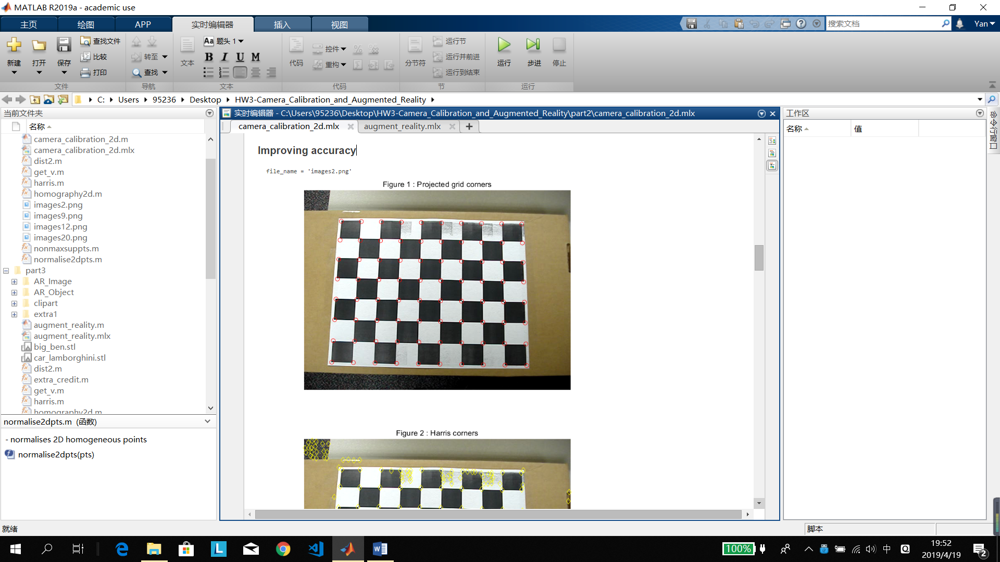 MATLAB R2019a - academic use
主页 绘图 APP 实时编辑器 插入 视图 搜索文档 Yan
新建 打开 保存 查找文件 比较 打印 转至 查找 文本 Aa 题头 1 B I U M 代码 控件 重构 分节符 运行节 运行并前进 运行到结束 运行 步进 停止
文件 导航 文本 代码 节 运行
C: Users 95236 Desktop HW3-Camera_Calibration_and_Augmented_Reality
当前文件夹
名称
camera_calibration_2d.m
camera_calibration_2d.mlx
dist2.m
get_v.m
harris.m
homography2d.m
images2.png
images9.png
images12.png
images20.png
nonmaxsuppts.m
normalise2dpts.m
part3
AR_Image
AR_Object
clipart
extra1
augment_reality.m
augment_reality.mlx
big_ben.stl
car_lamborghini.stl
dist2.m
extra_credit.m
get_v.m
harris.m
homography2d.m
normalise2dpts.m (函数)
- normalises 2D homogeneous points
normalise2dpts(pts)
实时编辑器 - C:\Users\95236\Desktop\HW3-Camera_Calibration_and_Augmented_Reality\part2\camera_calibration_2d.mlx
camera_calibration_2d.mlx augment_reality.mlx
Improving accuracy
file_name = 'images2.png'
Figure 1 : Projected grid corners
Figure 2 : Harris corners
工作区
名称 值
命令行窗口
就绪 脚本
100% 中 19:52
2019/4/19 2